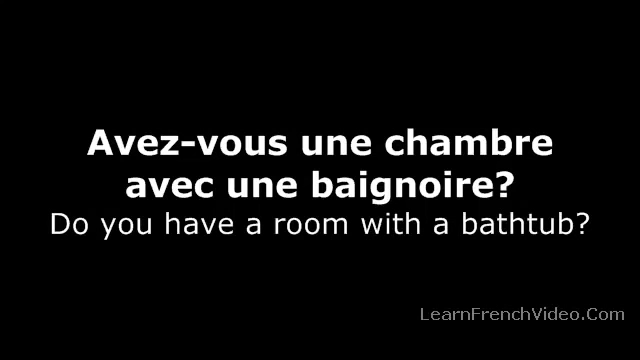 Avez-vous une chambre
avec une baignoire?
Do you have a room with a bathtub?
LearnFrenchVideo.Com